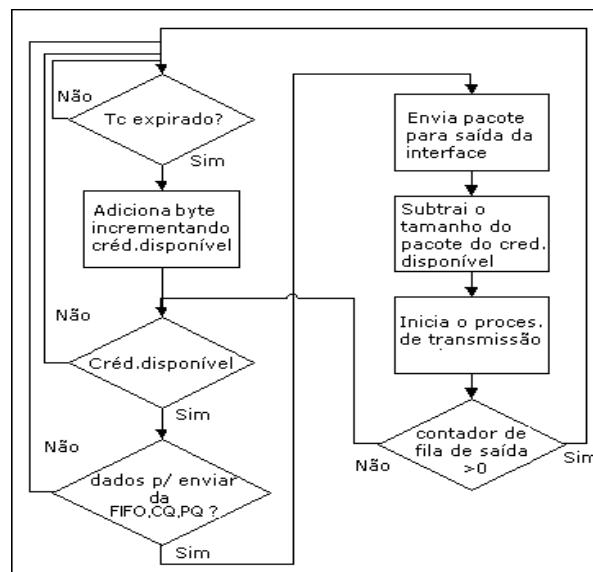 Não
Tc expirado?
Sim
Adiciona byte
incrementando
créd.disponível
Não
Créd.disponível
Sim
Não
dados p/ enviar
da
FIFO,CQ,PQ ?
Sim
Envia pacote
para saída da
interface
Subtrai o
tamanho do
pacote do cred.
disponível
Inicia o proces.
de transmissão
contador de
fila de saída
>0
Não
Sim